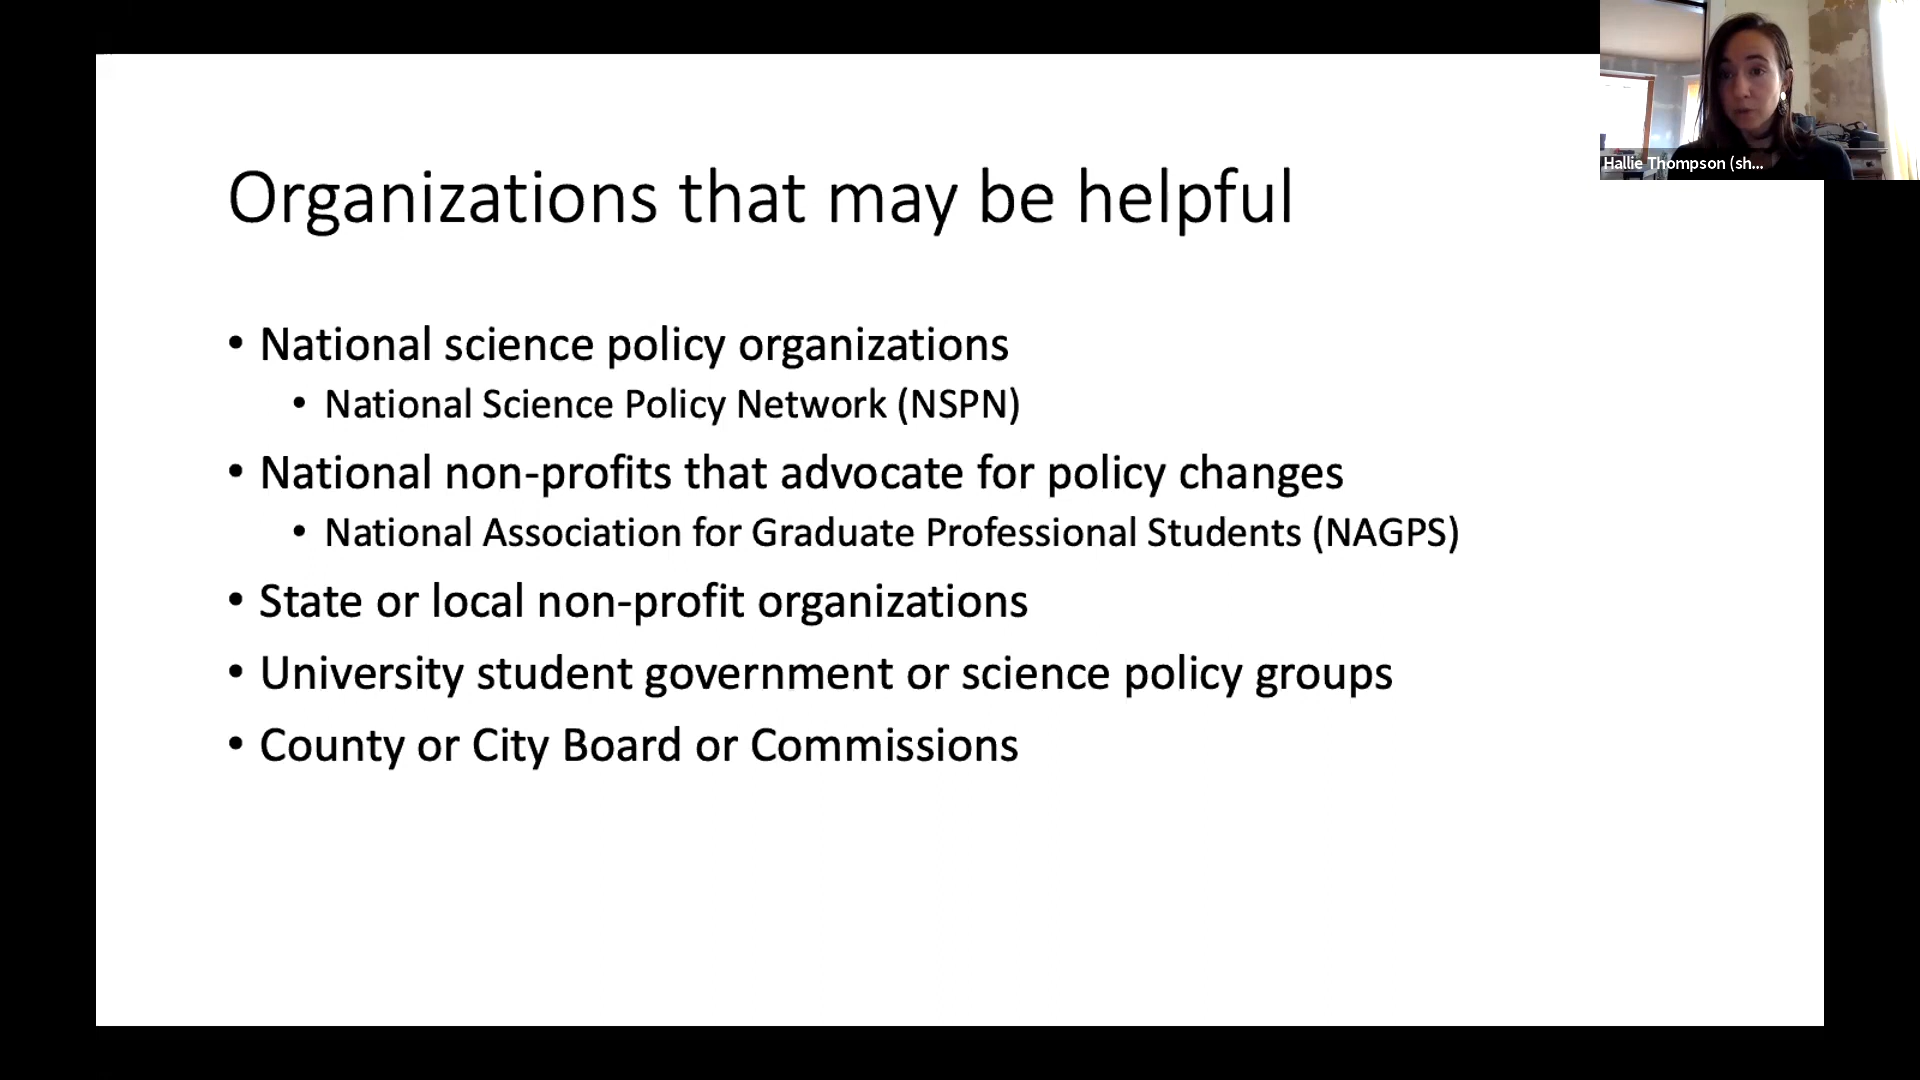 Hallie Thompson (sh...
Organizations that may be helpful
• National science policy organizations
• National Science Policy Network (NSPN)
• National non-profits that advocate for policy changes
• National Association for Graduate Professional Students (NAGPS)
• State or local non-profit organizations
• University student government or science policy groups
• County or City Board or Commissions